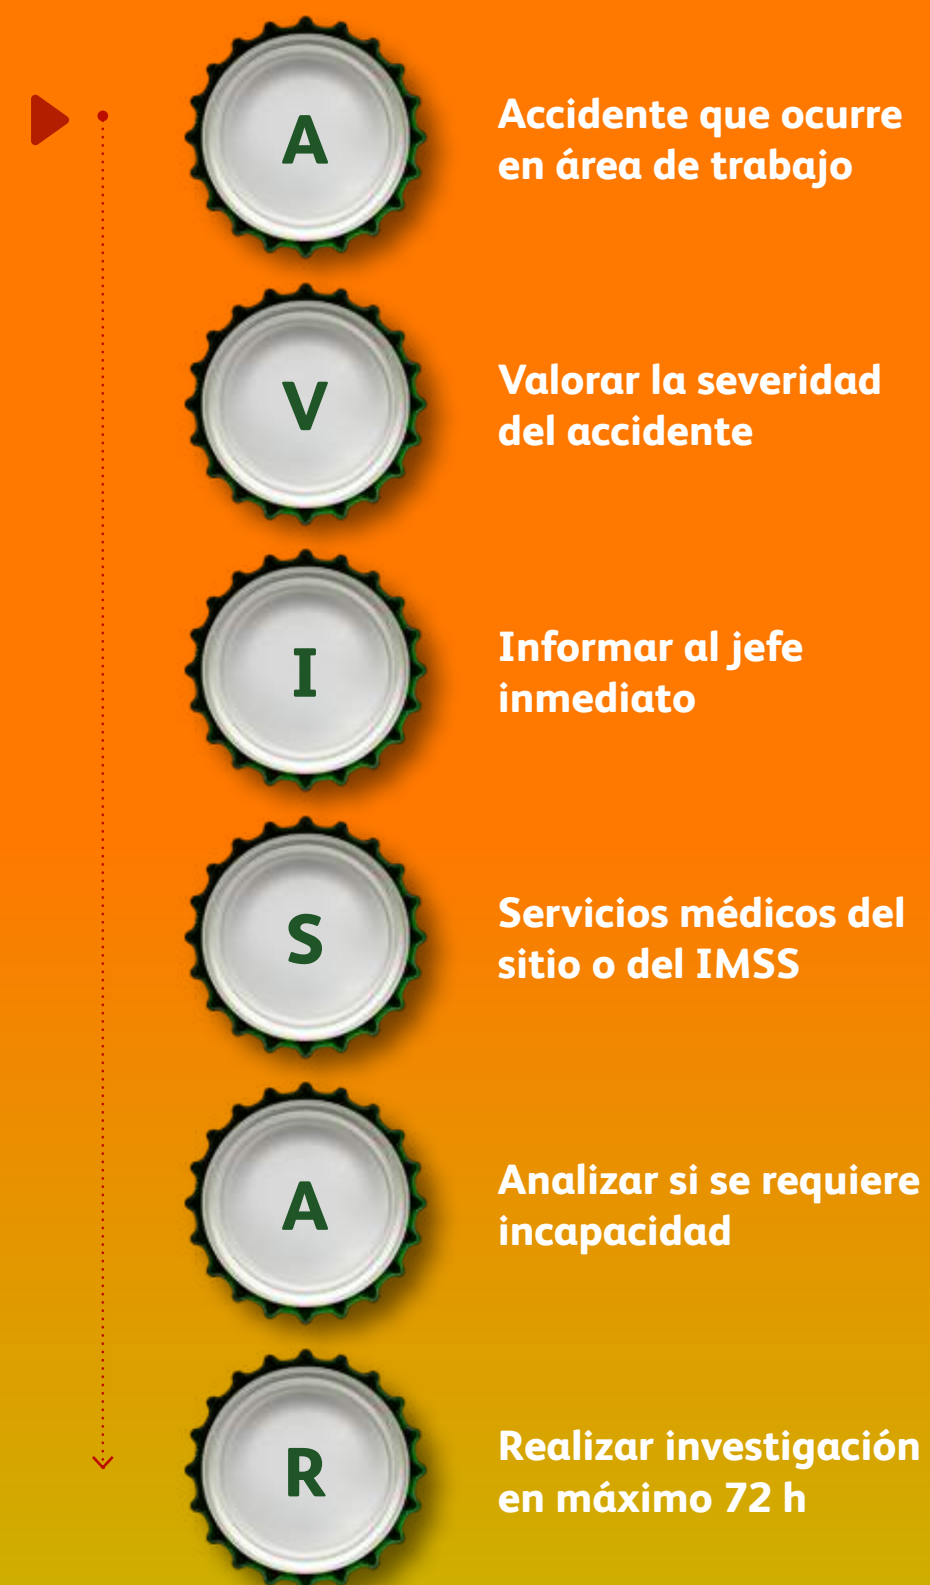 A
Accidente que ocurre
en área de trabajo
V
Valorar la severidad
del accidente
I
Informar al jefe
inmediato
S
Servicios médicos del
sitio o del IMSS
A
Analizar si se requiere
incapacidad
R
Realizar investigación
en máximo 72 h